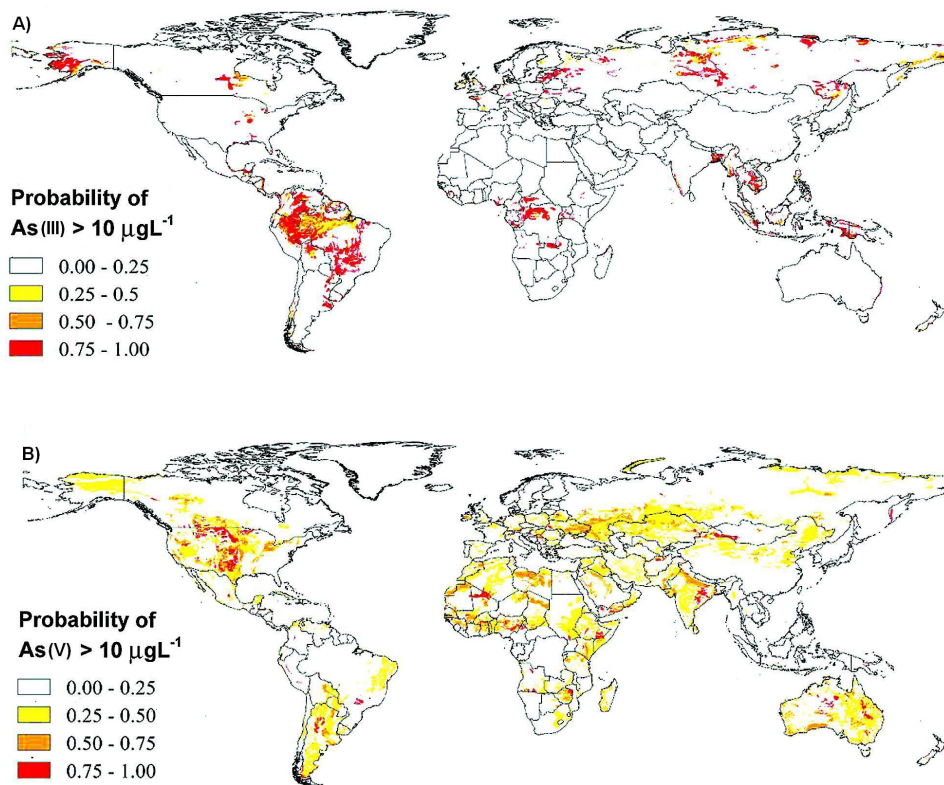 A)
Probability of
As(III) > 10 µgL⁻¹
0.00 - 0.25
0.25 - 0.5
0.50 - 0.75
0.75 - 1.00
B)
Probability of
As(V) > 10 µgL⁻¹
0.00 - 0.25
0.25 - 0.50
0.50 - 0.75
0.75 - 1.00